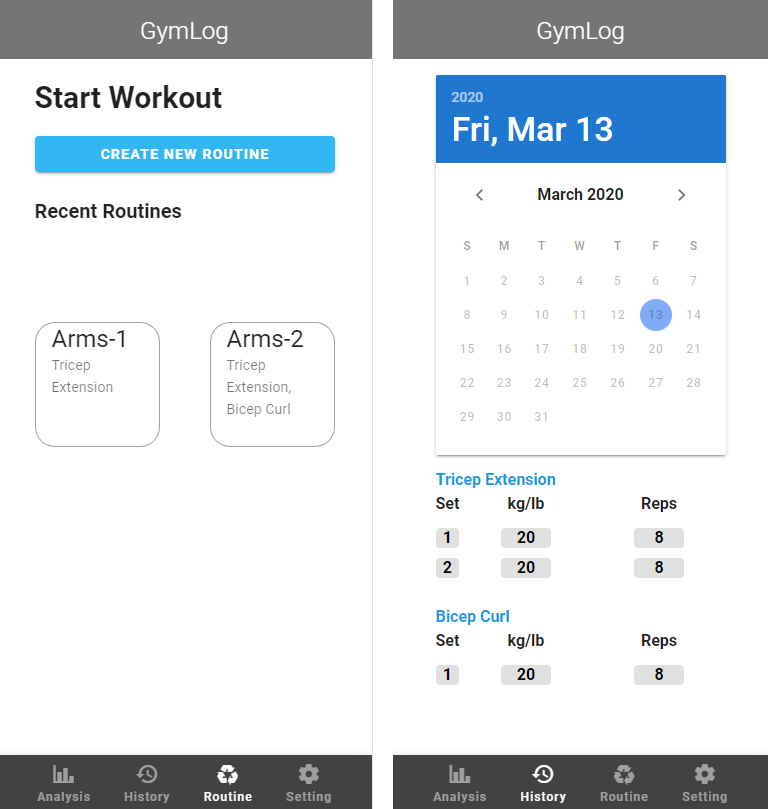 GymLog
Start Workout
CREATE NEW ROUTINE
Recent Routines
Arms-1
Tricep
Extension
Arms-2
Tricep
Extension,
Bicep Curl
Analysis History Routine Setting
GymLog
2020
Fri, Mar 13
March 2020
S M T W T F S
1 2 3 4 5 6 7
8 9 10 11 12 13 14
15 16 17 18 19 20 21
22 23 24 25 26 27 28
29 30 31
Tricep Extension
Set kg/lb Reps
1 20 8
2 20 8
Bicep Curl
Set kg/lb Reps
1 20 8
Analysis History Routine Setting